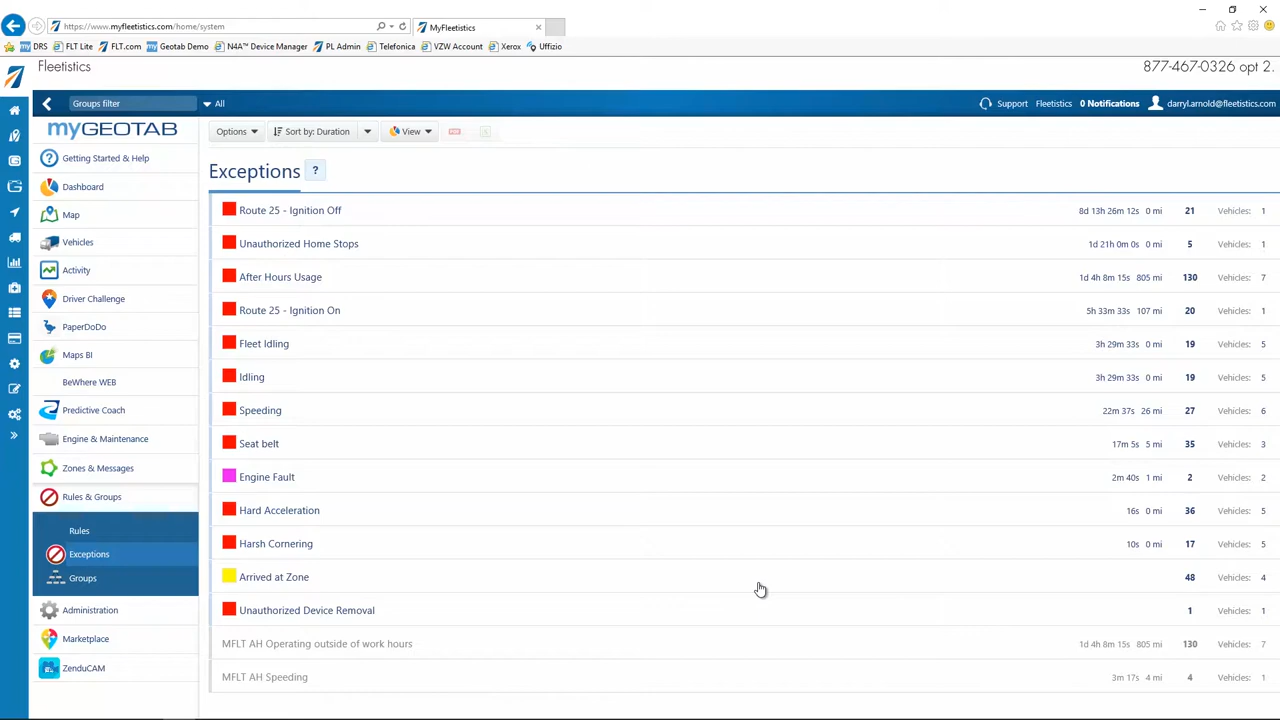 https://www.myfleetistics.com/home/system
MyFleetistics
DRS FLT Lite FLT.com Geotab Demo N4A™ Device Manager PL Admin Telefonica VZW Account Xerox Uffizio
Fleetistics 877-467-0326 opt 2.
Groups filter All Support Fleetistics 0 Notifications darryl.arnold@fleetistics.com
myGEOTAB
Options Sort by: Duration View
Getting Started & Help
Exceptions ?
Dashboard
Map
Vehicles
Activity
Driver Challenge
PaperDoDo
Maps BI
BeWhere WEB
Predictive Coach
Engine & Maintenance
Zones & Messages
Rules & Groups
Rules
Exceptions
Groups
Administration
Marketplace
ZenduCAM
Route 25 - Ignition Off 8d 13h 26m 12s 0 mi 21 Vehicles: 1
Unauthorized Home Stops 1d 21h 0m 0s 0 mi 5 Vehicles: 1
After Hours Usage 1d 4h 8m 15s 805 mi 130 Vehicles: 7
Route 25 - Ignition On 5h 33m 33s 107 mi 20 Vehicles: 1
Fleet Idling 3h 29m 33s 0 mi 19 Vehicles: 5
Idling 3h 29m 33s 0 mi 19 Vehicles: 5
Speeding 22m 37s 26 mi 27 Vehicles: 6
Seat belt 17m 5s 5 mi 35 Vehicles: 3
Engine Fault 2m 40s 1 mi 2 Vehicles: 2
Hard Acceleration 16s 0 mi 36 Vehicles: 5
Harsh Cornering 10s 0 mi 17 Vehicles: 5
Arrived at Zone 48 Vehicles: 4
Unauthorized Device Removal 1 Vehicles: 1
MFLT AH Operating outside of work hours 1d 4h 8m 15s 805 mi 130 Vehicles: 7
MFLT AH Speeding 3m 17s 4 mi 4 Vehicles: 1